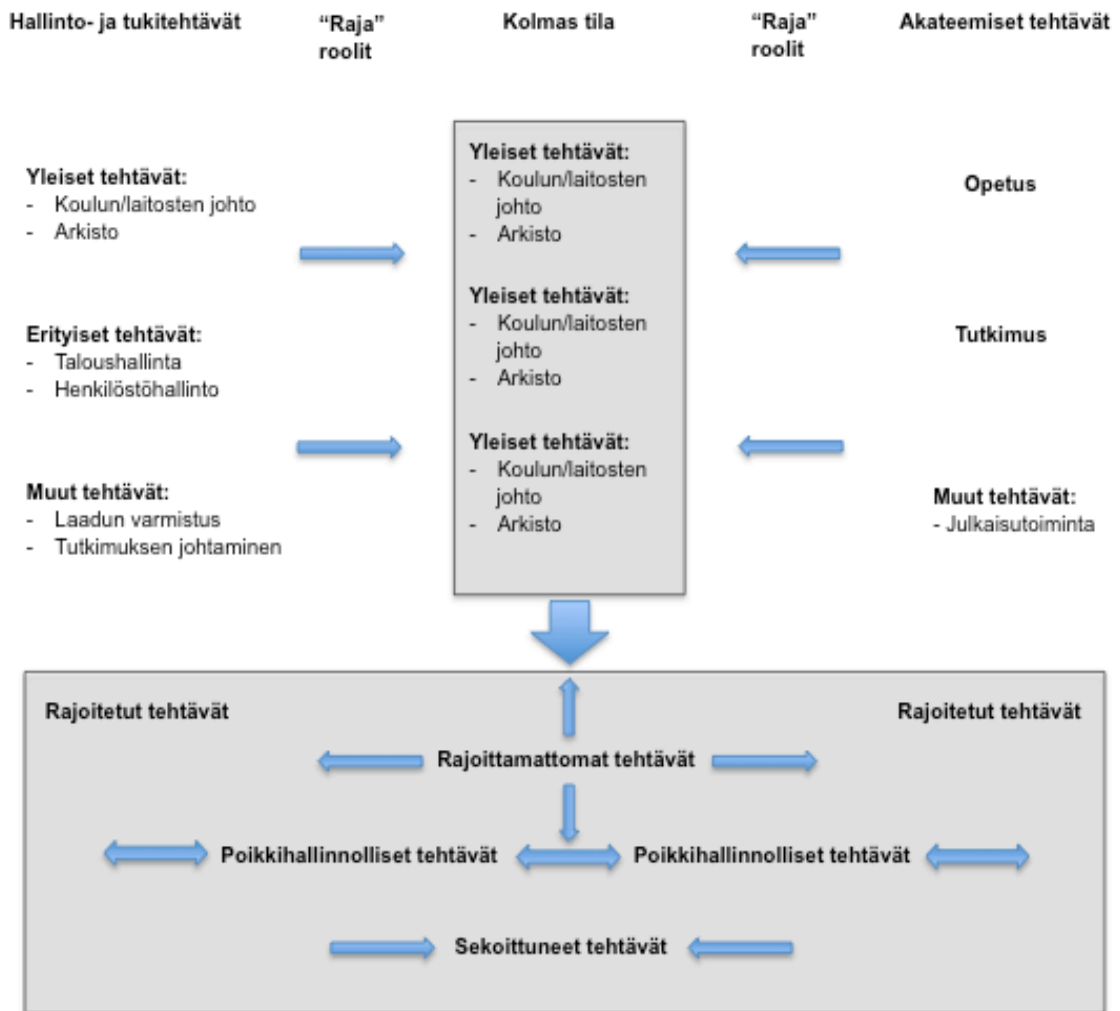 Hallinto- ja tukitehtävät
“Raja”
roolit
Kolmas tila
“Raja”
roolit
Akateemiset tehtävät
Yleiset tehtävät:
- Koulun/laitosten johto
- Arkisto
Erityiset tehtävät:
- Taloushallinta
- Henkilöstöhallinto
Muut tehtävät:
- Laadun varmistus
- Tutkimuksen johtaminen
Yleiset tehtävät:
- Koulun/laitosten
johto
- Arkisto
Yleiset tehtävät:
- Koulun/laitosten
johto
- Arkisto
Yleiset tehtävät:
- Koulun/laitosten
johto
- Arkisto
Opetus
Tutkimus
Muut tehtävät:
- Julkaisutoiminta
Rajoitetut tehtävät
Rajoitetut tehtävät
Rajoittamattomat tehtävät
Poikkihallinnolliset tehtävät
Poikkihallinnolliset tehtävät
Sekoittuneet tehtävät